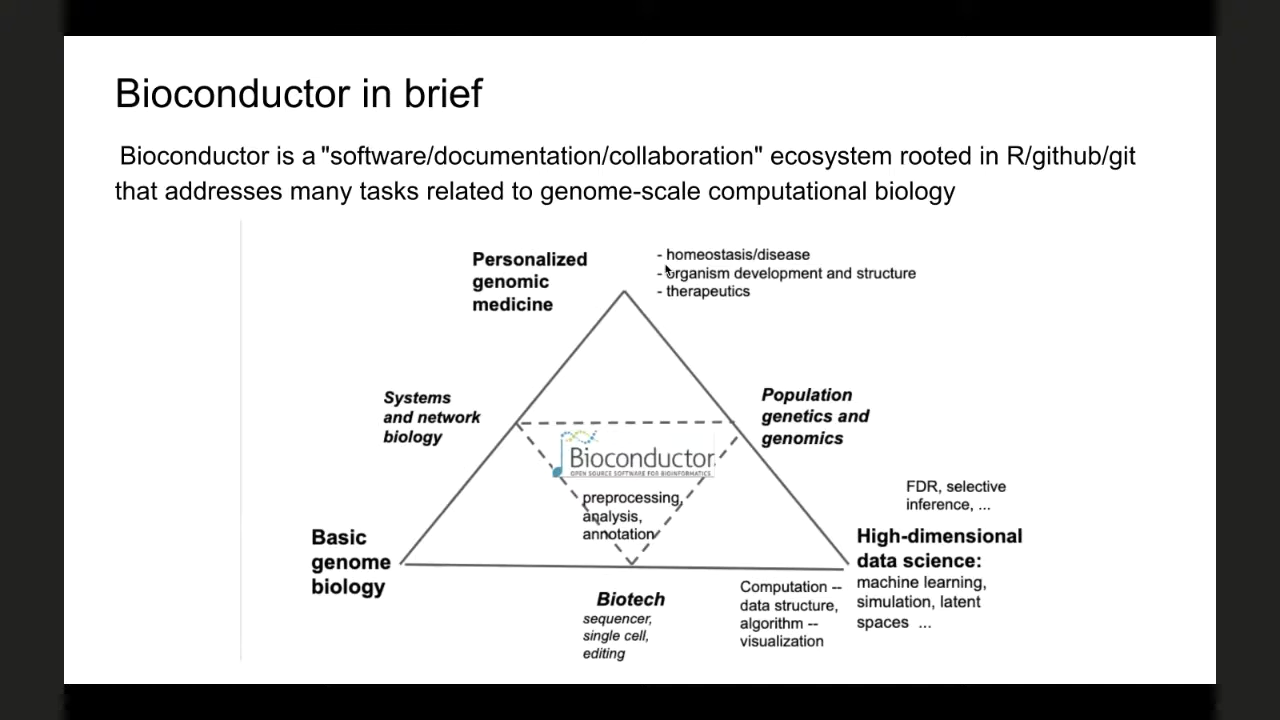 Bioconductor in brief
Bioconductor is a "software/documentation/collaboration" ecosystem rooted in R/github/git
that addresses many tasks related to genome-scale computational biology
Personalized
genomic
medicine
- homeostasis/disease
- organism development and structure
- therapeutics
Systems
and network
biology
Population
genetics and
genomics
Bioconductor
OPEN SOURCE SOFTWARE FOR BIOINFORMATICS
preprocessing,
analysis,
annotation
FDR, selective
inference, ...
Basic
genome
biology
High-dimensional
data science:
machine learning,
simulation, latent
spaces ...
Biotech
sequencer,
single cell,
editing
Computation --
data structure,
algorithm --
visualization